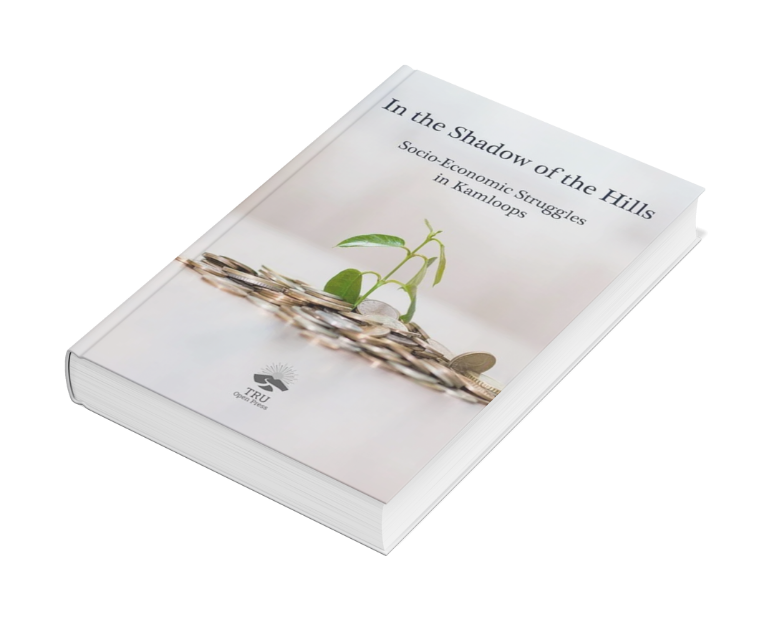 In the Shadow of the Hills
Socio-Economic Struggles
in Kamloops
TRU
Open Press